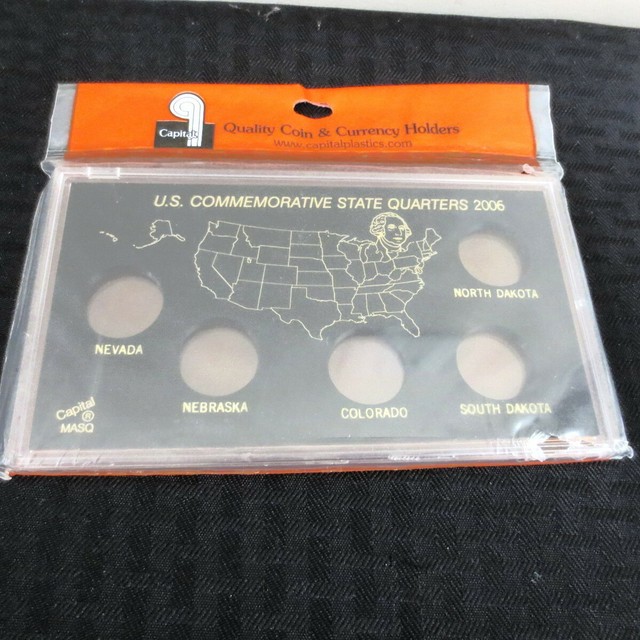 Capital
Quality Coin & Currency Holders
www.capitalplastics.com
U.S. COMMEMORATIVE STATE QUARTERS 2006
NORTH DAKOTA
NEVADA
NEBRASKA
COLORADO
SOUTH DAKOTA
Capital
®
MASQ